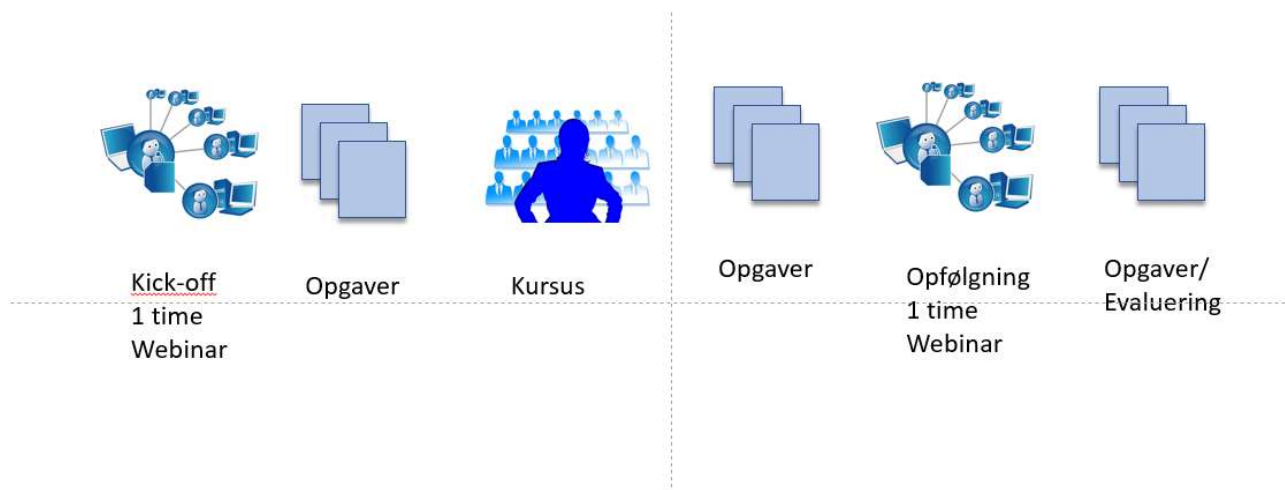 Kick-off
1 time
Webinar
Opgaver
Kursus
Opgaver
Opfølgning
1 time
Webinar
Opgaver/
Evaluering